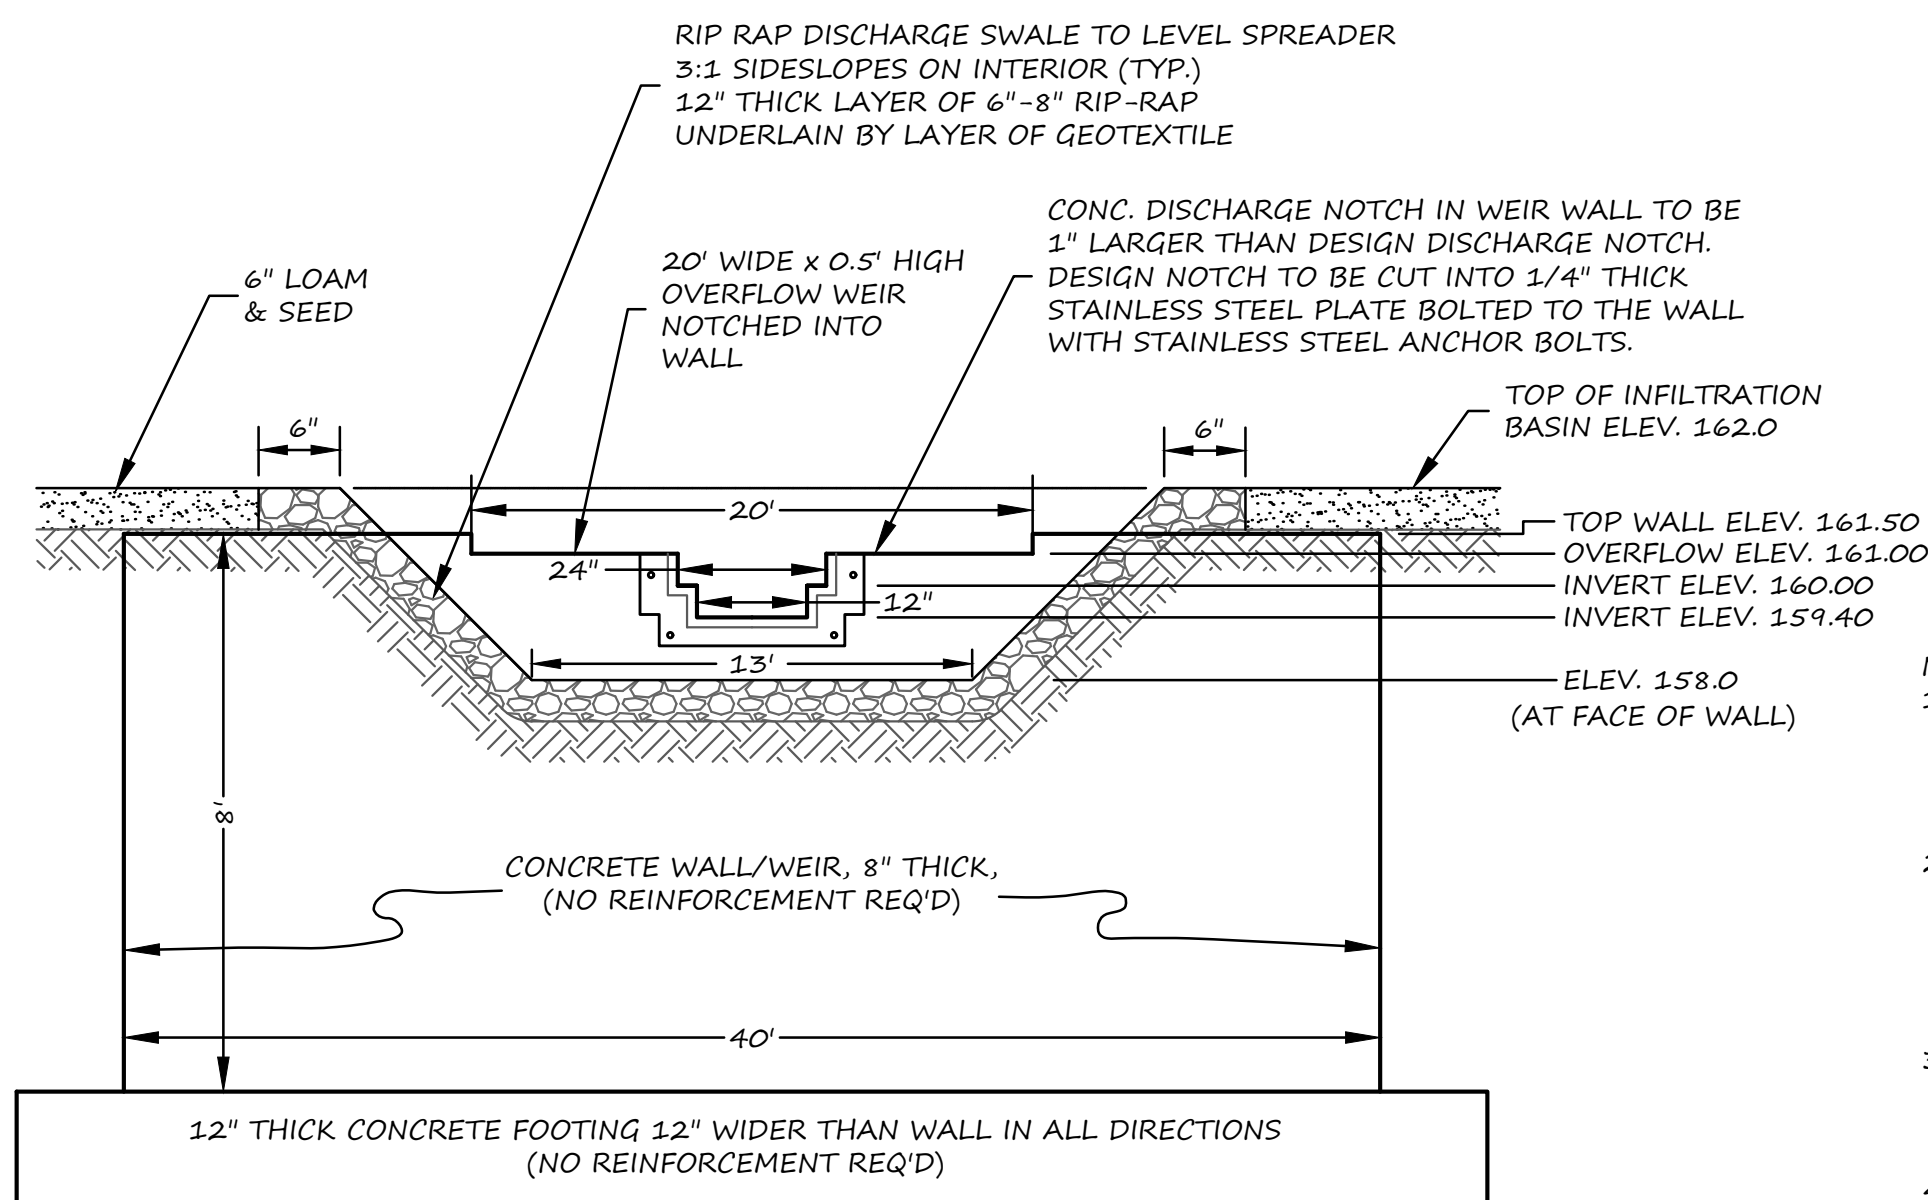 RIP RAP DISCHARGE SWALE TO LEVEL SPREADER
3:1 SIDESLOPES ON INTERIOR (TYP.)
12" THICK LAYER OF 6"-8" RIP-RAP
UNDERLAIN BY LAYER OF GEOTEXTILE
CONC. DISCHARGE NOTCH IN WEIR WALL TO BE
1" LARGER THAN DESIGN DISCHARGE NOTCH.
DESIGN NOTCH TO BE CUT INTO 1/4" THICK
STAINLESS STEEL PLATE BOLTED TO THE WALL
WITH STAINLESS STEEL ANCHOR BOLTS.
20' WIDE x 0.5' HIGH
OVERFLOW WEIR
NOTCHED INTO
WALL
6" LOAM
& SEED
TOP OF INFILTRATION
BASIN ELEV. 162.0
6"
6"
20'
TOP WALL ELEV. 161.50
OVERFLOW ELEV. 161.00
24"
INVERT ELEV. 160.00
12"
INVERT ELEV. 159.40
13'
ELEV. 158.0
(AT FACE OF WALL)
8'
CONCRETE WALL/WEIR, 8" THICK,
(NO REINFORCEMENT REQ'D)
40'
12" THICK CONCRETE FOOTING 12" WIDER THAN WALL IN ALL DIRECTIONS
(NO REINFORCEMENT REQ'D)